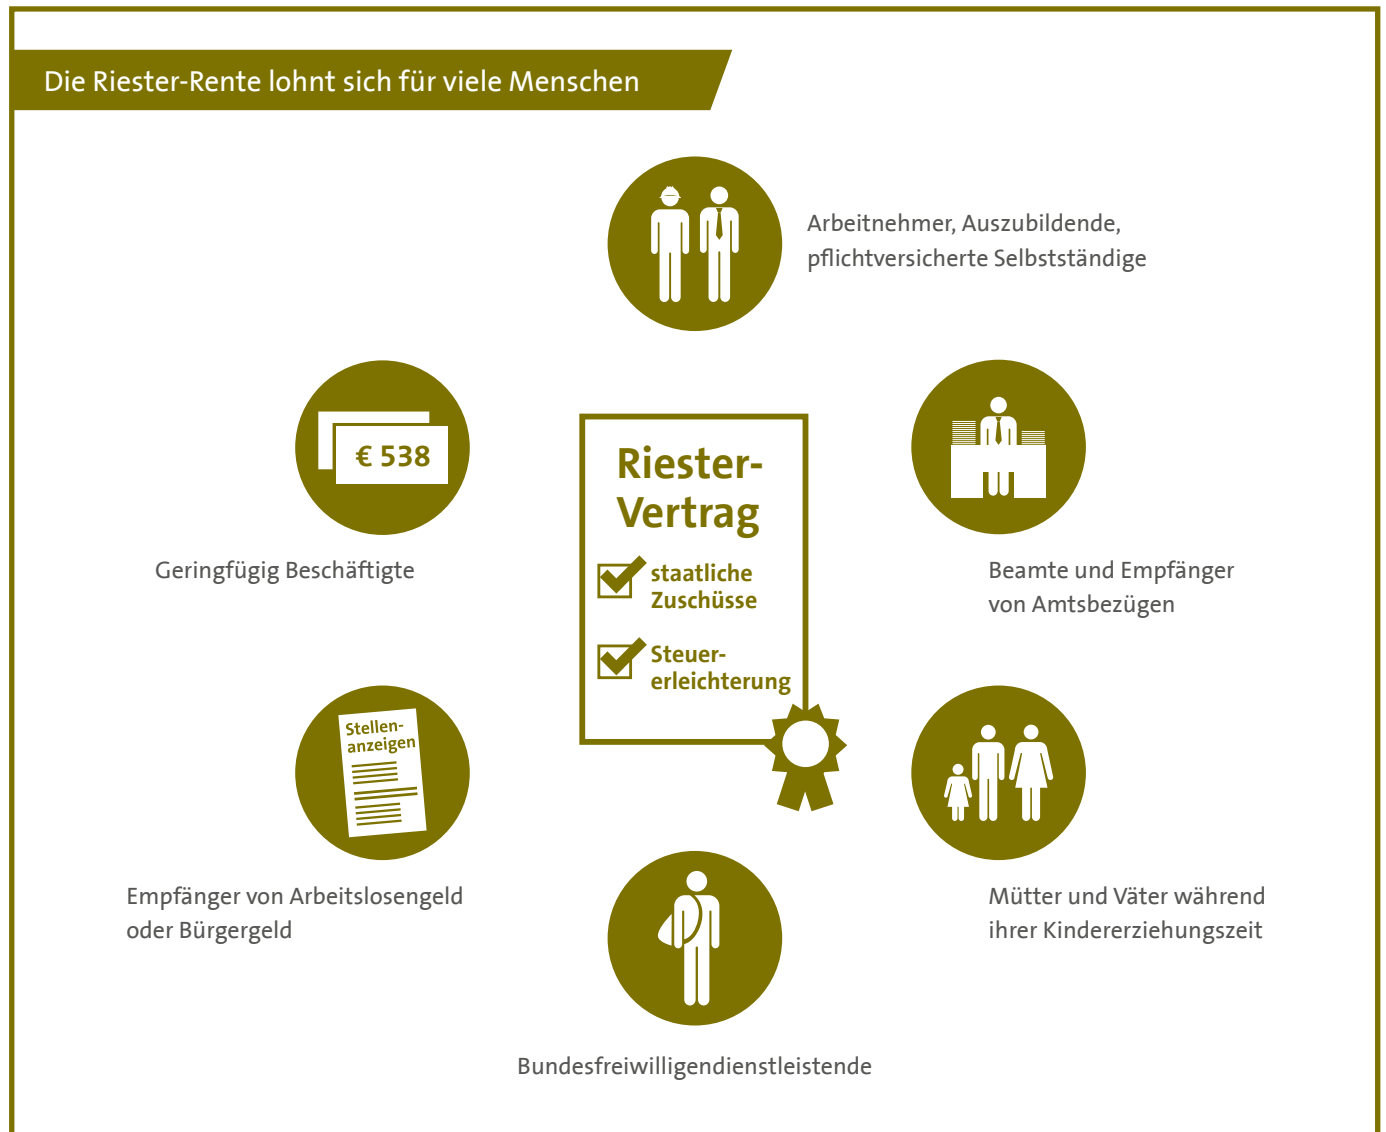 Die Riester-Rente lohnt sich für viele Menschen
Arbeitnehmer, Auszubildende,
pflichtversicherte Selbstständige
€ 538
Geringfügig Beschäftigte
Riester-
Vertrag
staatliche
Zuschüsse
Steuer-
erleichterung
Beamte und Empfänger
von Amtsbezügen
Stellen-
anzeigen
Empfänger von Arbeitslosengeld
oder Bürgergeld
Mütter und Väter während
ihrer Kindererziehungszeit
Bundesfreiwilligendienstleistende